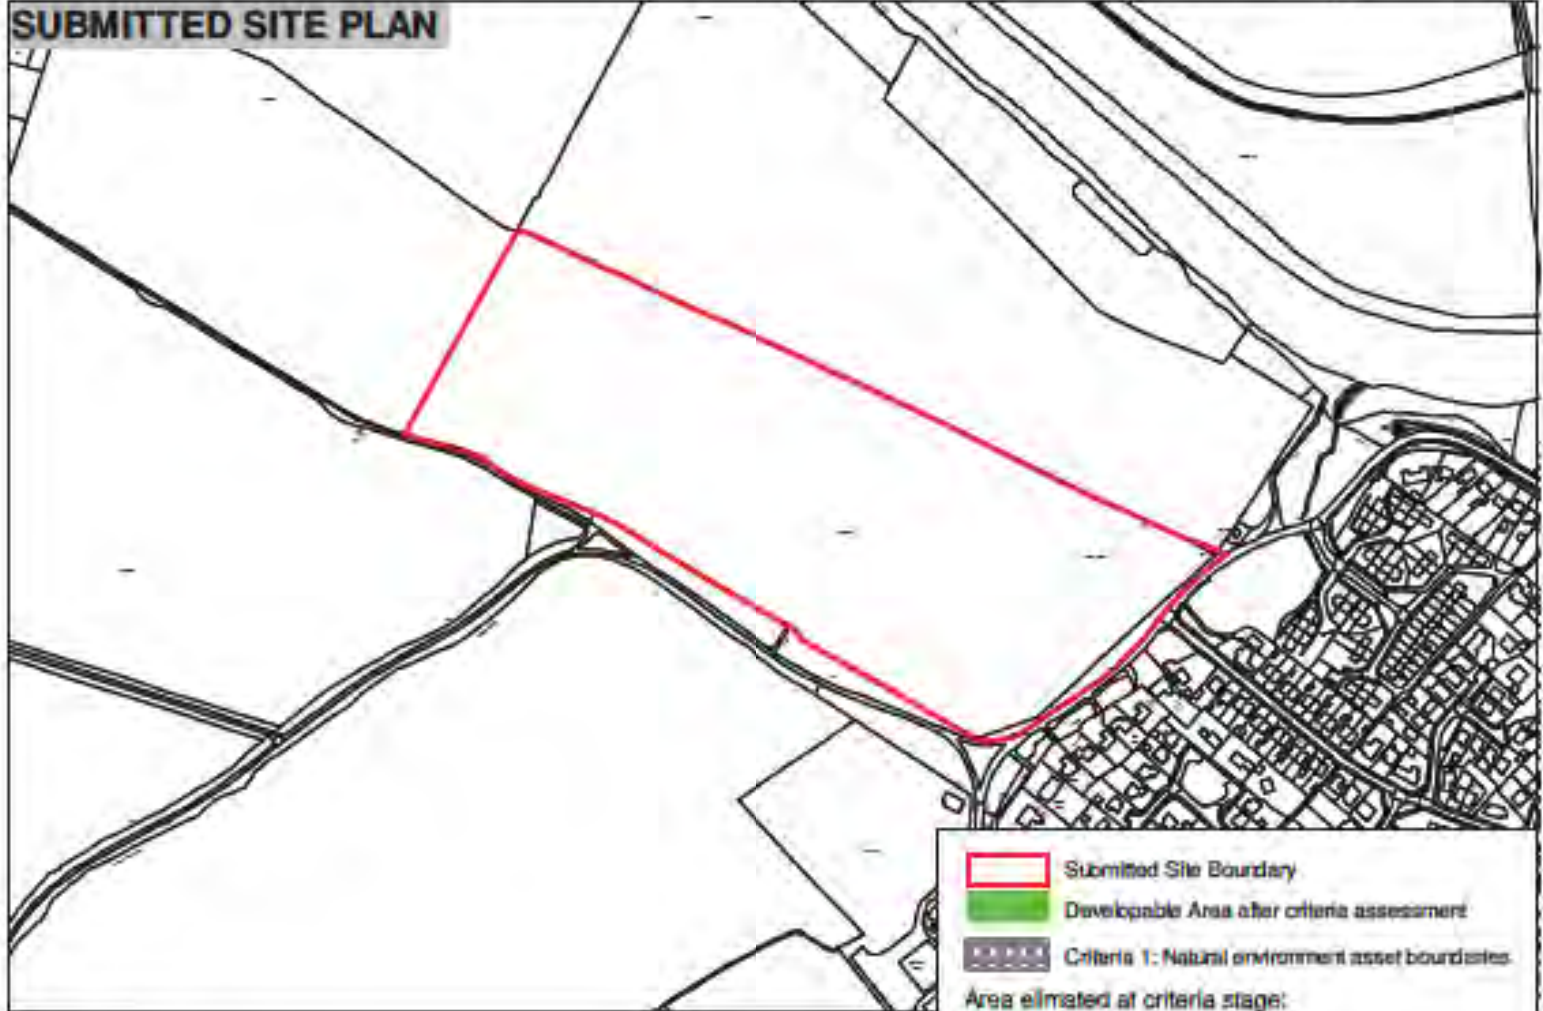 SUBMITTED SITE PLAN
Submitted Site Boundary
Developable Area after criteria assessment
Criteria 1: Natural environment asset boundaries
Area elimated at criteria stage: